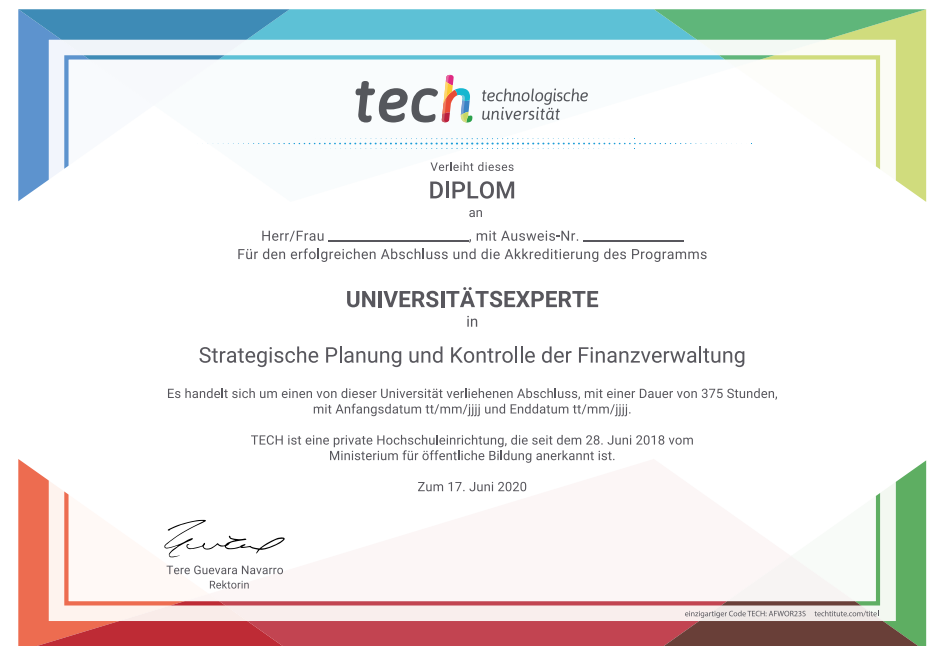 tech technologische
universität
Verleiht dieses
DIPLOM
an
Herr/Frau ________________, mit Ausweis-Nr. ____________
Für den erfolgreichen Abschluss und die Akkreditierung des Programms
UNIVERSITÄTSEXPERTE
in
Strategische Planung und Kontrolle der Finanzverwaltung
Es handelt sich um einen von dieser Universität verliehenen Abschluss, mit einer Dauer von 375 Stunden,
mit Anfangsdatum tt/mm/jjjj und Enddatum tt/mm/jjjj.
TECH ist eine private Hochschuleinrichtung, die seit dem 28. Juni 2018 vom
Ministerium für öffentliche Bildung anerkannt ist.
Zum 17. Juni 2020
Tere Guevara Navarro
Rektorin
einzigartiger Code TECH: AFWOR23S techtitute.com/titel